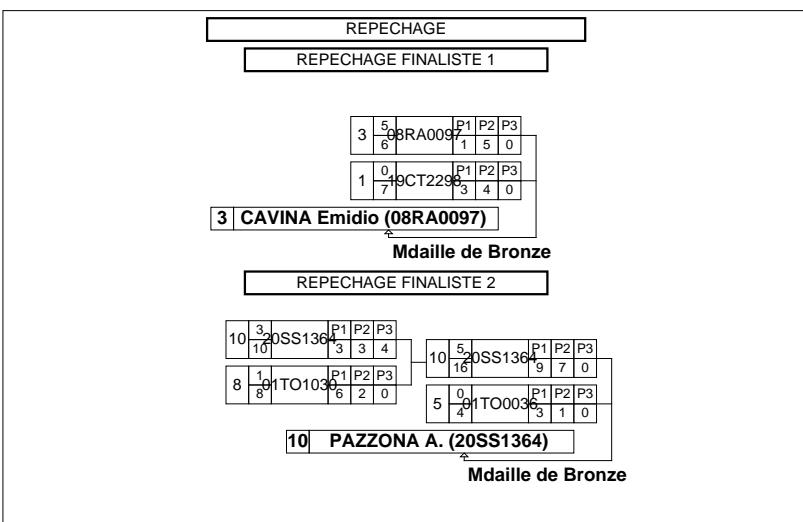 REPECHAGE
REPECHAGE FINALISTE 1
3 5 08RA0097 P1 P2 P3
6 1 5 0
1 0 19CT2298 P1 P2 P3
7 3 4 0
3 CAVINA Emidio (08RA0097)
Mdaille de Bronze
REPECHAGE FINALISTE 2
10 3 20SS1364 P1 P2 P3
10 3 3 4
8 1 01TO1030 P1 P2 P3
8 6 2 0
10 5 20SS1364 P1 P2 P3
16 9 7 0
5 0 01TO0036 P1 P2 P3
4 3 1 0
10 PAZZONA A. (20SS1364)
Mdaille de Bronze